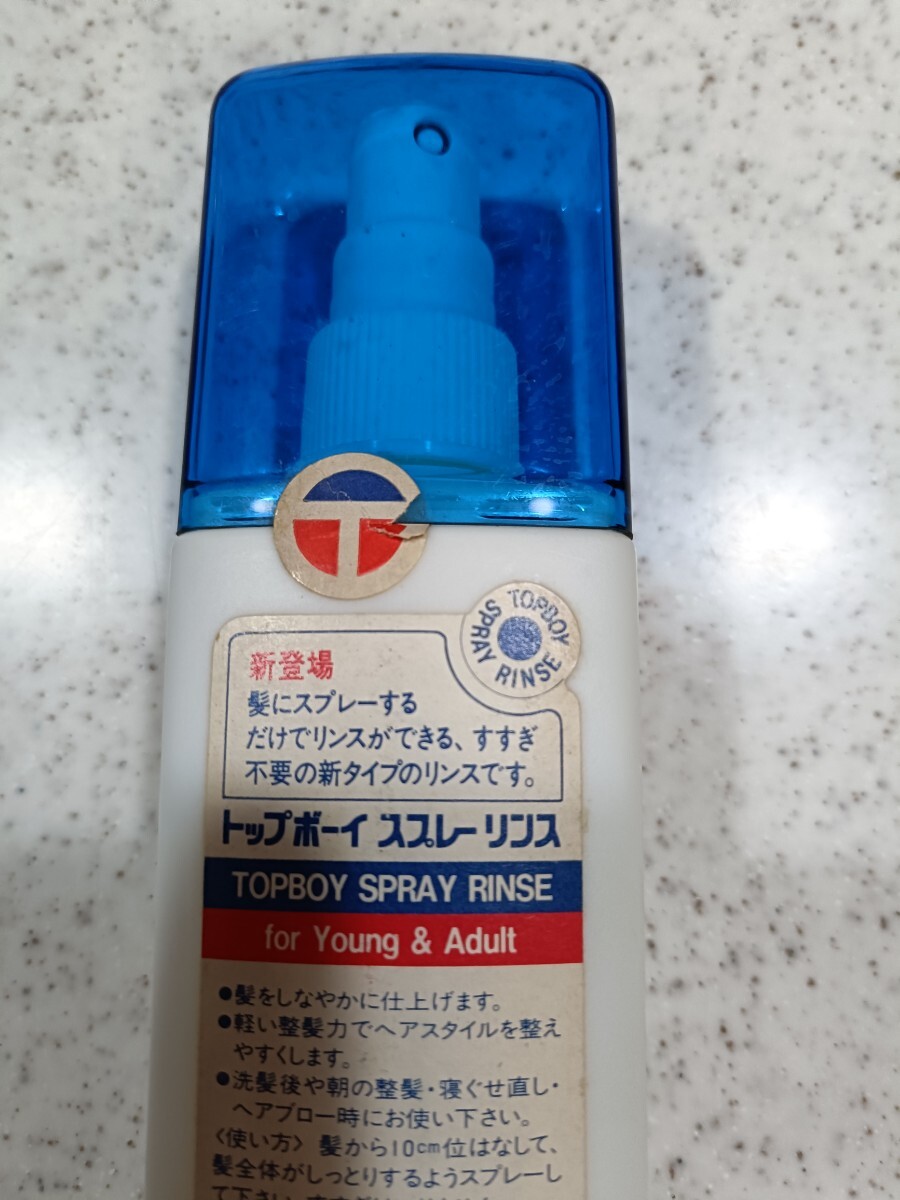 TOPBOY
SPRAY RINSE
新登場
髪にスプレーする
だけでリンスができる、すすぎ
不要の新タイプのリンスです。
トップボーイ スプレーリンス
TOPBOY SPRAY RINSE
for Young & Adult
●髪をしなやかに仕上げます。
●軽い整髪力でヘアスタイルを整え
やすくします。
●洗髪後や朝の整髪・寝ぐせ直し・
ヘアブロー時にお使い下さい。
〈使い方〉髪から10cm位はなして、
髪全体がしっとりするようスプレーし
て下さい